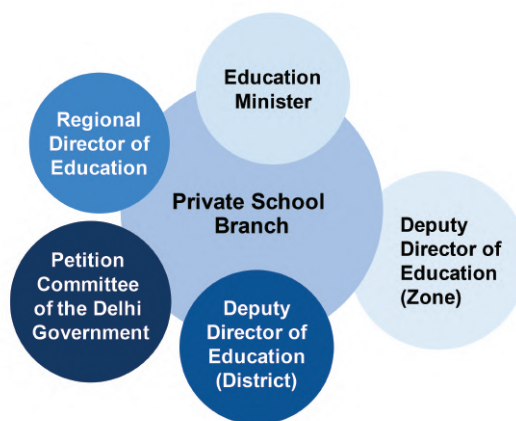 Education
Minister
Regional
Director of
Education
Private School
Branch
Deputy
Director of
Education
(Zone)
Petition
Committee
of the Delhi
Government
Deputy
Director of
Education
(District)